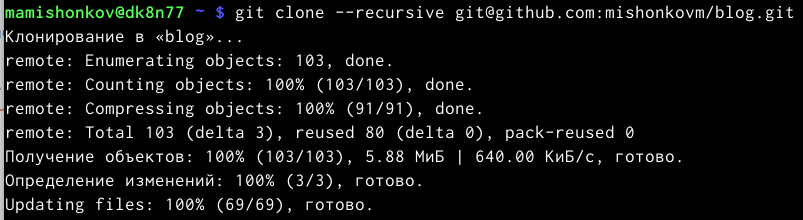 mamishonkov@dk8n77 ~ $ git clone --recursive git@github.com:mishonkovm/blog.git
Клонирование в «blog»...
remote: Enumerating objects: 103, done.
remote: Counting objects: 100% (103/103), done.
remote: Compressing objects: 100% (91/91), done.
remote: Total 103 (delta 3), reused 80 (delta 0), pack-reused 0
Получение объектов: 100% (103/103), 5.88 МиБ | 640.00 КиБ/с, готово.
Определение изменений: 100% (3/3), готово.
Updating files: 100% (69/69), готово.